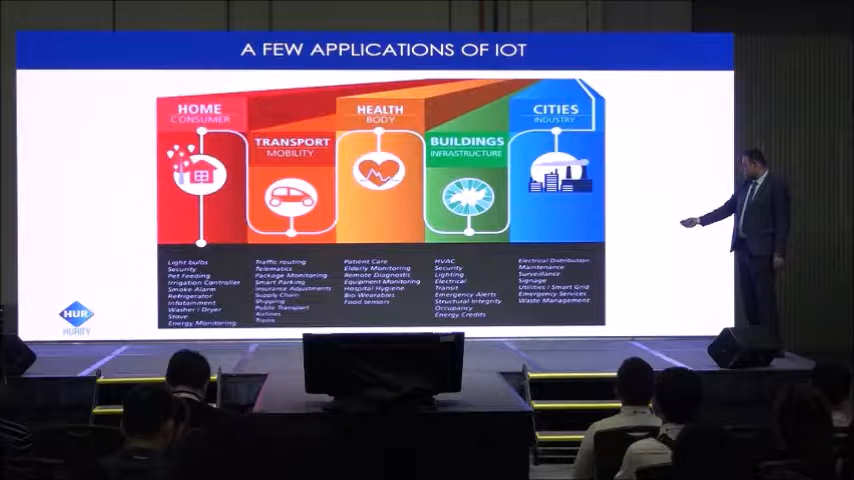 A FEW APPLICATIONS OF IOT
HOME
CONSUMER
TRANSPORT
MOBILITY
HEALTH
BODY
BUILDINGS
INFRASTRUCTURE
CITIES
INDUSTRY
Light bulbs
Security
Pet Feeding
Irrigation Controller
Smoke Alarm
Refrigerator
Infotainment
Washer / Dryer
Stove
Energy Monitoring
Traffic routing
Telematics
Package Monitoring
Smart Parking
Insurance Adjustments
Supply Chain
Shipping
Public Transport
Airlines
Trains
Patient Care
Elderly Monitoring
Remote Diagnostic
Equipment Monitoring
Hospital Hygiene
Bio Wearables
Food sensors
HVAC
Security
Lighting
Electrical
Transit
Emergency Alerts
Structural Integrity
Occupancy
Energy Credits
Electrical Distribution
Maintenance
Surveillance
Signage
Utilities / Smart Grid
Emergency Services
Waste Management
HUR
HURIFY